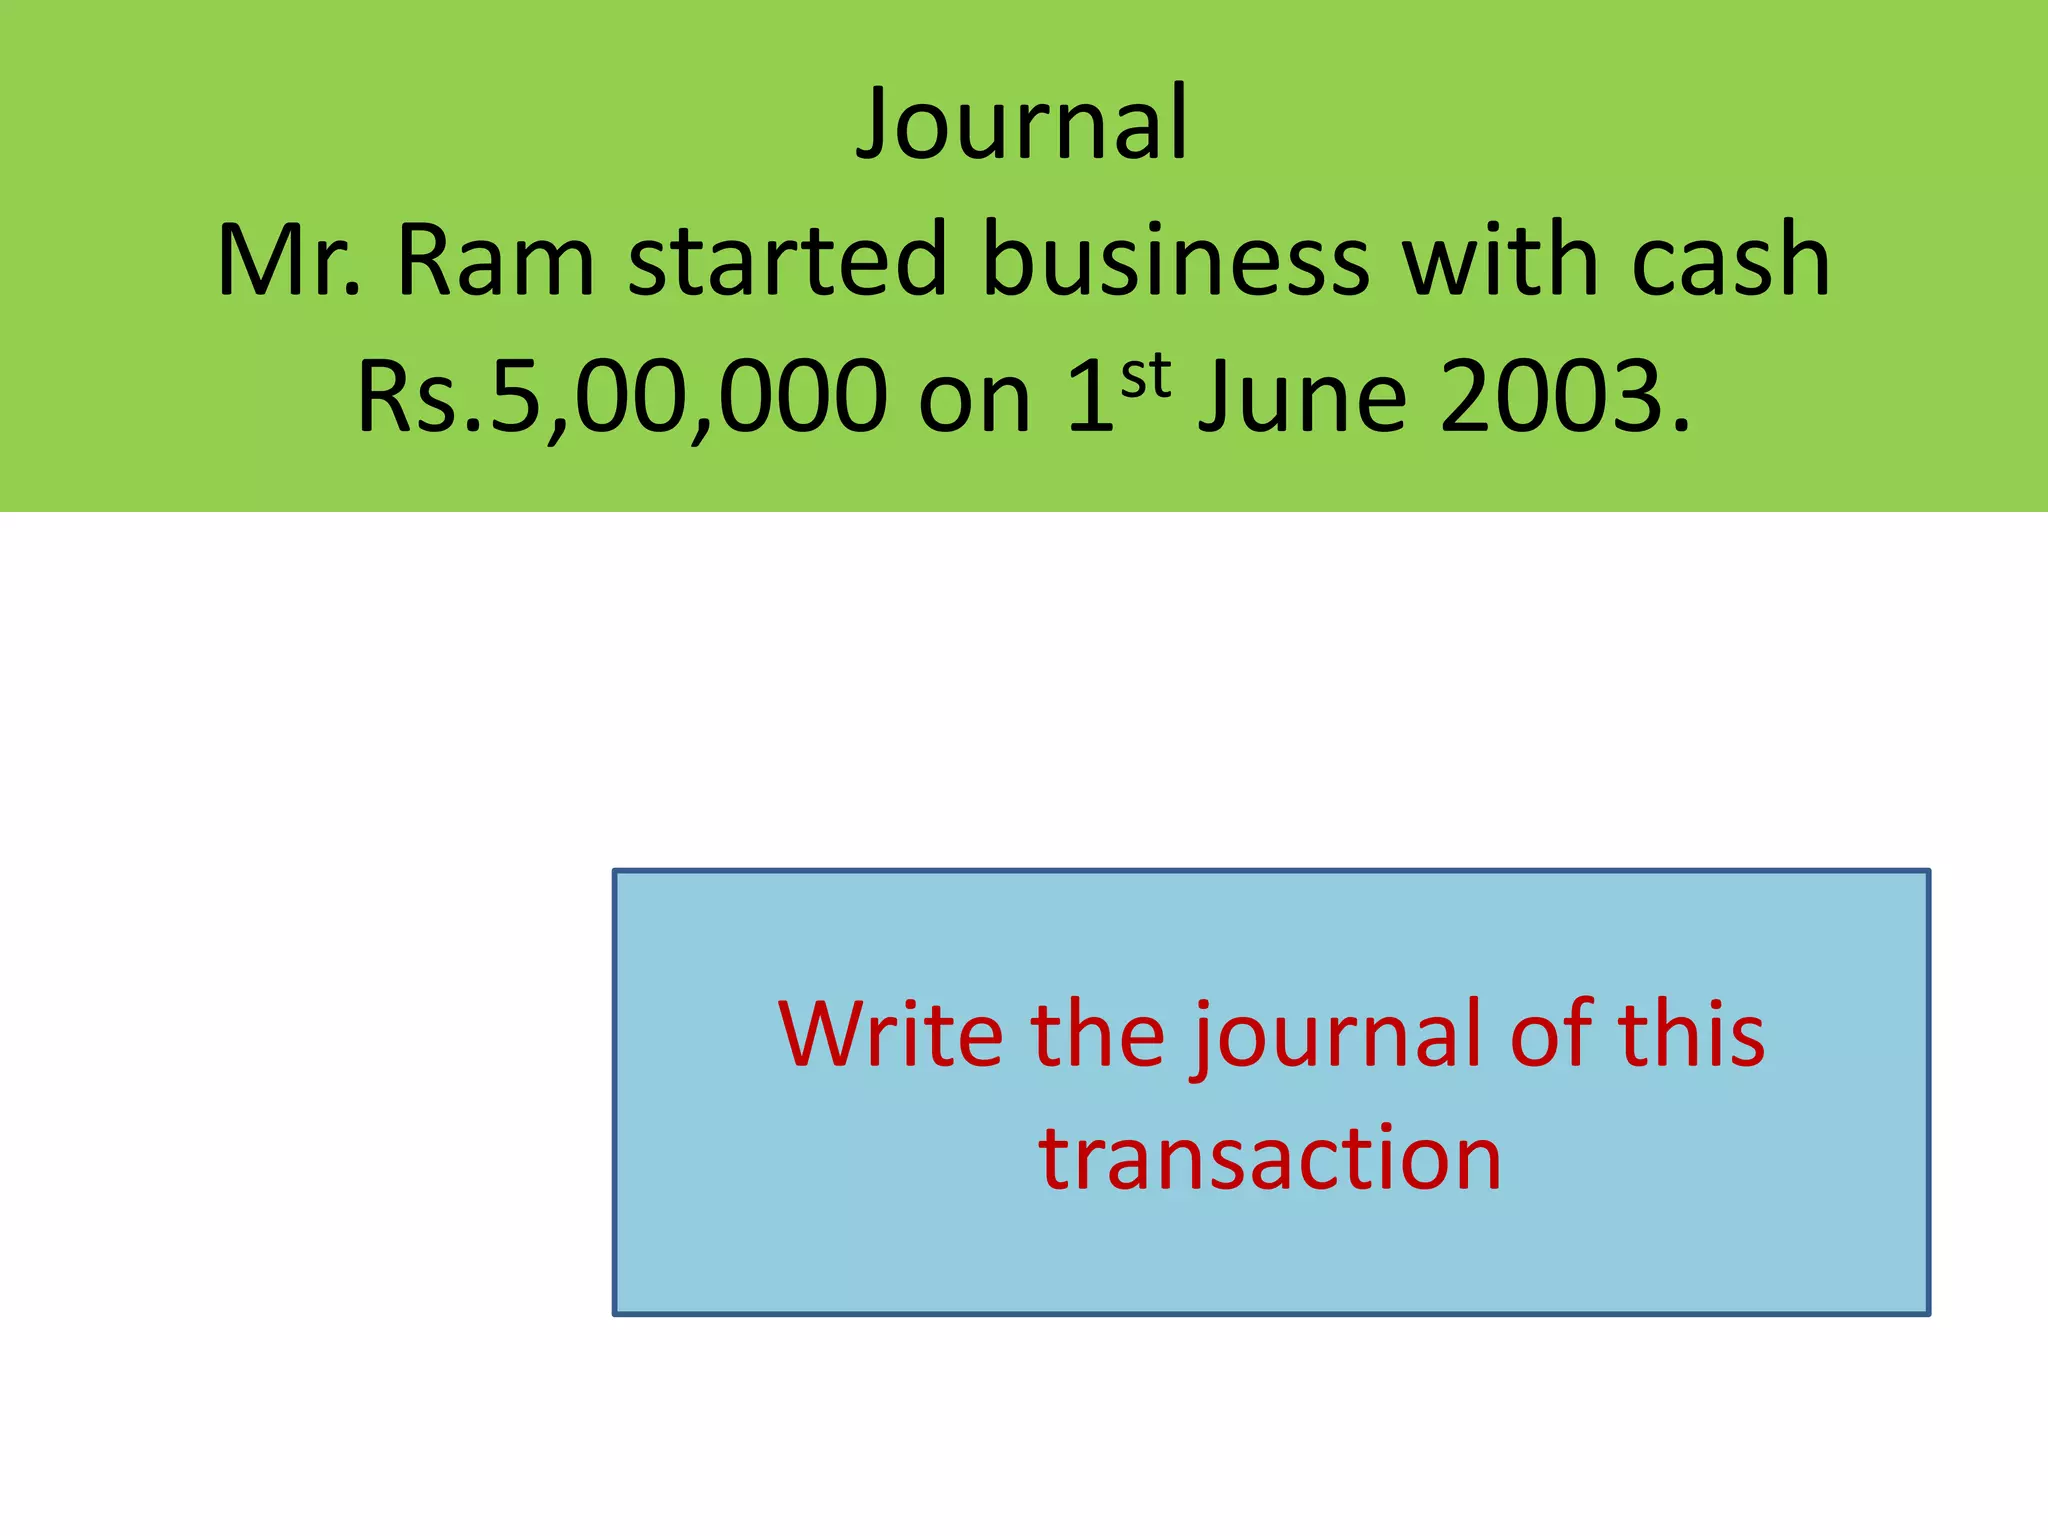 Journal
Mr. Ram started business with cash
Rs.5,00,000 on 1st June 2003.
Write the journal of this
transaction